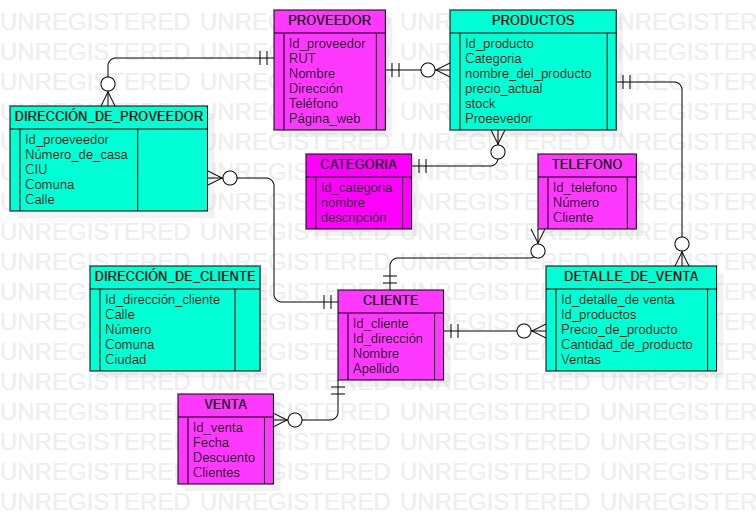 PROVEEDOR
Id_proveedor
RUT
Nombre
Dirección
Teléfono
Página_web
PRODUCTOS
Id_producto
Categoria
nombre_del_producto
precio_actual
stock
Proeevedor
DIRECCIÓN_DE_PROVEEDOR
Id_proeveedor
Número_de_casa
CIU
Comuna
Calle
CATEGORIA
Id_categoria
nombre
descripción
TELEFONO
Id_telefono
Número
Cliente
DIRECCIÓN_DE_CLIENTE
Id_dirección_cliente
Calle
Número
Comuna
Ciudad
CLIENTE
Id_cliente
Id_dirección
Nombre
Apellido
DETALLE_DE_VENTA
Id_detalle_de venta
Id_productos
Precio_de_producto
Cantidad_de_producto
Ventas
VENTA
Id_venta
Fecha
Descuento
Clientes
UNREGISTERED UNREGISTERED UNREGISTERED UNREGISTERED